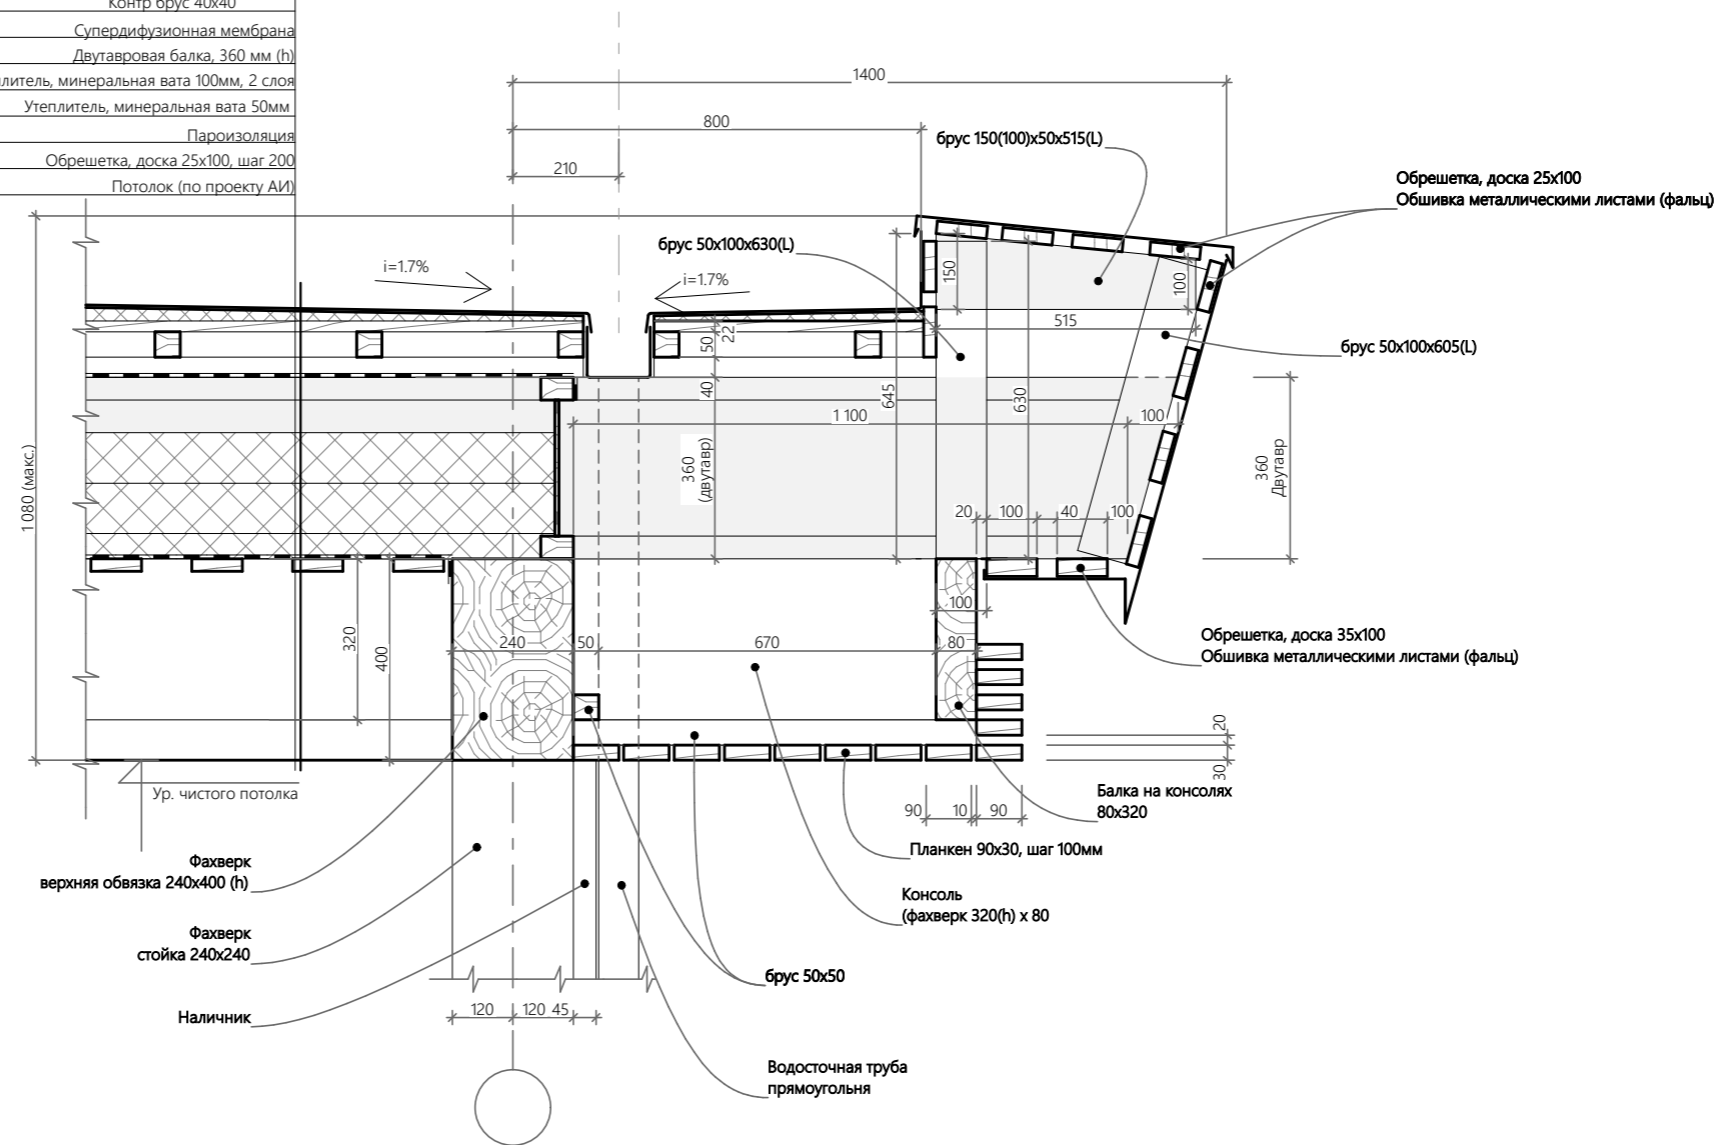 Контр брус 40х40
Супердифузионная мембрана
Двутавровая балка, 360 мм (h)
литель, минеральная вата 100мм, 2 слоя
Утеплитель, минеральная вата 50мм
Пароизоляция
Обрешетка, доска 25х100, шаг 200
Потолок (по проекту АИ)
1400
800
210
брус 150(100)х50х515(L)
Обрешетка, доска 25х100
Обшивка металлическими листами (фальц)
брус 50х100х630(L)
i=1.7%
i=1.7%
150
100
515
22
50
брус 50х100х605(L)
40
645
630
1 100
100
360
(двутавр)
360
Двутавр
1 080 (макс.)
20
100
40
100
100
320
400
240
50
670
80
Обрешетка, доска 35х100
Обшивка металлическими листами (фальц)
20
30
Ур. чистого потолка
90
10
90
Балка на консолях
80х320
Планкен 90х30, шаг 100мм
Фахверк
верхняя обвязка 240х400 (h)
Консоль
(фахверк 320(h) х 80
Фахверк
стойка 240х240
брус 50х50
Наличник
120
120
45
Водосточная труба
прямоугольня